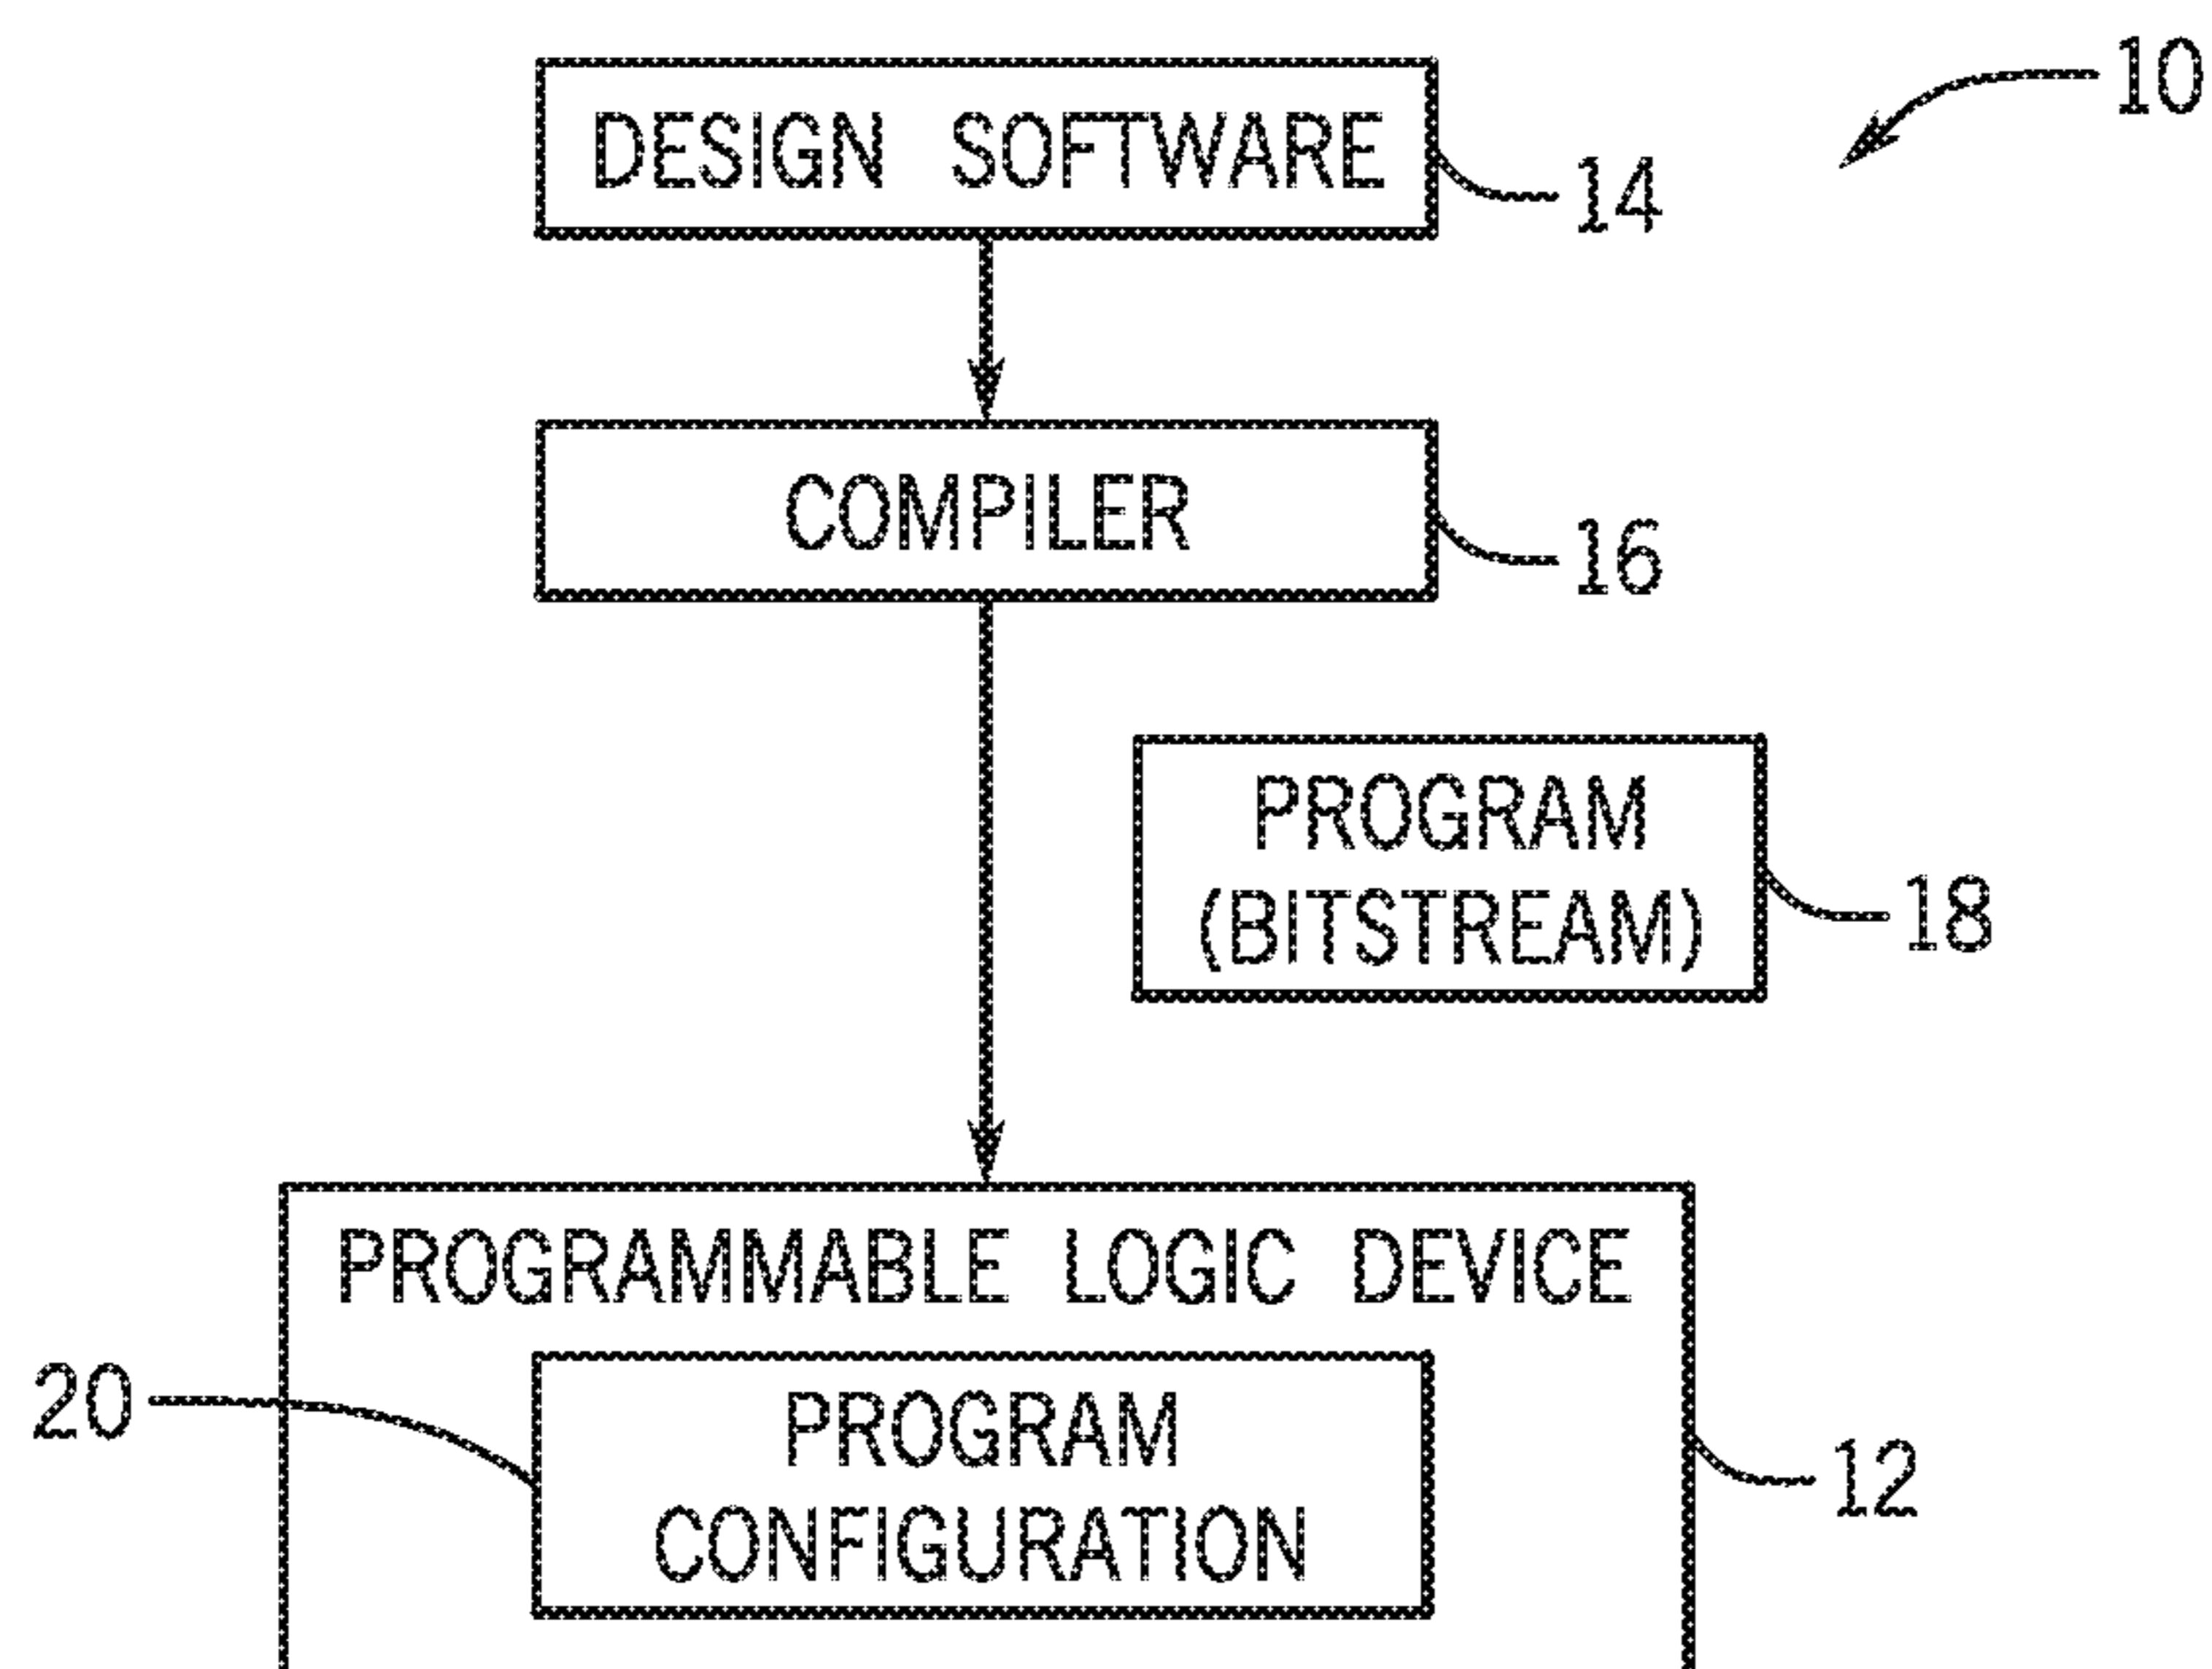 10
DESIGN SOFTWARE
14
COMPILER
16
PROGRAM
(BITSTREAM)
18
PROGRAMMABLE LOGIC DEVICE
20
PROGRAM
CONFIGURATION
12